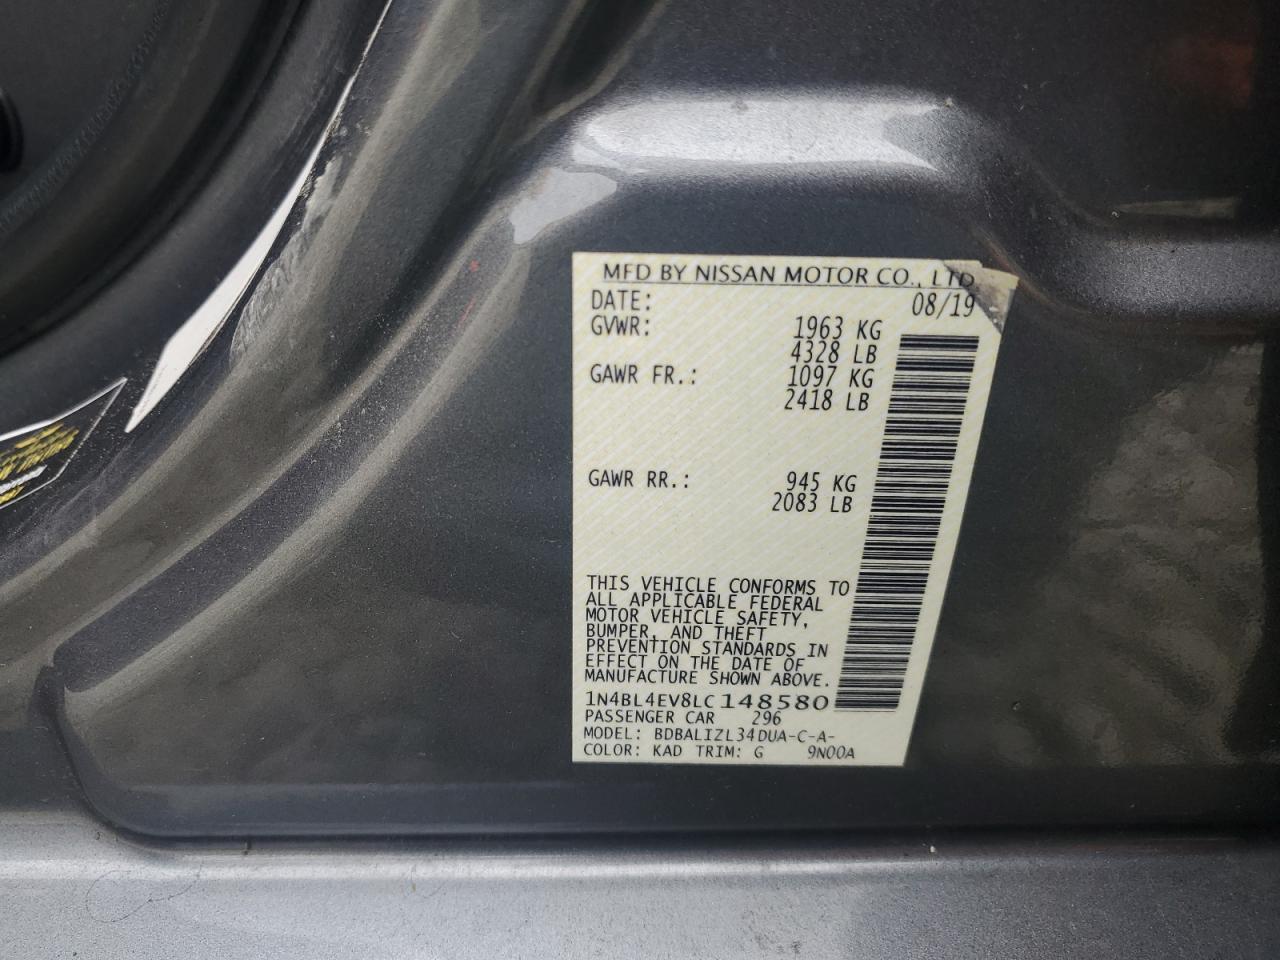 MFD BY NISSAN MOTOR CO., LTD
DATE: 08/19
GVWR: 1963 KG
4328 LB
GAWR FR.: 1097 KG
2418 LB
GAWR RR.: 945 KG
2083 LB
THIS VEHICLE CONFORMS TO
ALL APPLICABLE FEDERAL
MOTOR VEHICLE SAFETY,
BUMPER, AND THEFT
PREVENTION STANDARDS IN
EFFECT ON THE DATE OF
MANUFACTURE SHOWN ABOVE.
1N4BL4EV8LC148580
PASSENGER CAR 296
MODEL: BDBALIZL34DUA-C-A-
COLOR: KAD TRIM: G 9N00A